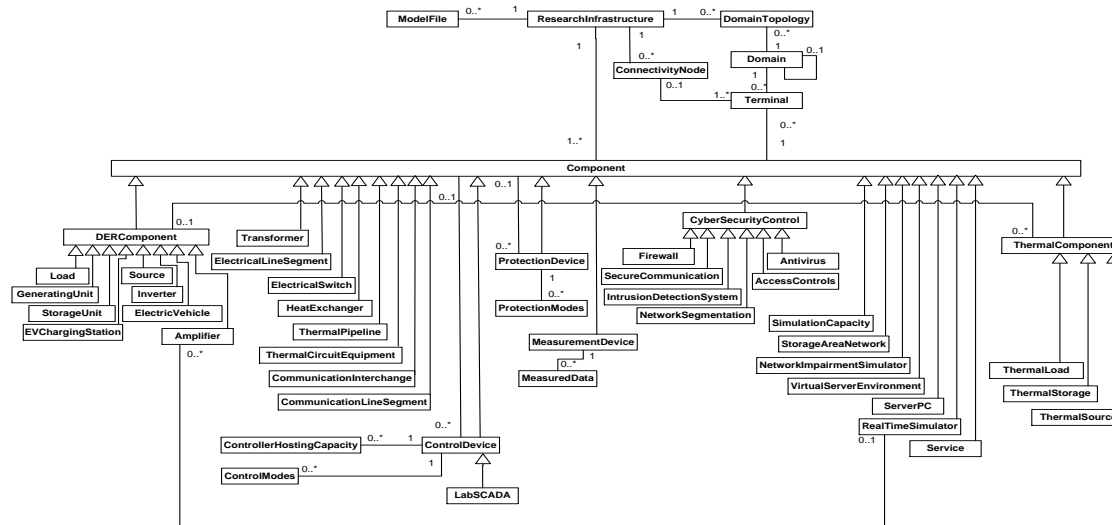 ModelFile 0..* 1 ResearchInfrastructure 1 0..* DomainTopology
1 1 0..*
0..* 1 0..1
ConnectivityNode Domain
0..1 1
1..* 0..*
Terminal
0..*
1..* 1
Component
0..1 0..1
0..1 CyberSecurityControl
DERComponent Transformer 0..* 0..* ThermalComponent
Load Source ElectricalLineSegment ProtectionDevice Firewall Antivirus
GeneratingUnit Inverter ElectricalSwitch 1 SecureCommunication AccessControls
StorageUnit ElectricVehicle HeatExchanger 0..* IntrusionDetectionSystem
EVChargingStation ProtectionModes NetworkSegmentation
Amplifier ThermalPipeline SimulationCapacity
0..* ThermalCircuitEquipment MeasurementDevice StorageAreaNetwork
1
CommunicationInterchange 0..* NetworkImpairmentSimulator ThermalLoad
MeasuredData VirtualServerEnvironment
CommunicationLineSegment ServerPC ThermalStorage
0..* RealTimeSimulator ThermalSource
ControllerHostingCapacity 0..* 1 ControlDevice 0..1 Service
1
ControlModes 0..*
LabSCADA